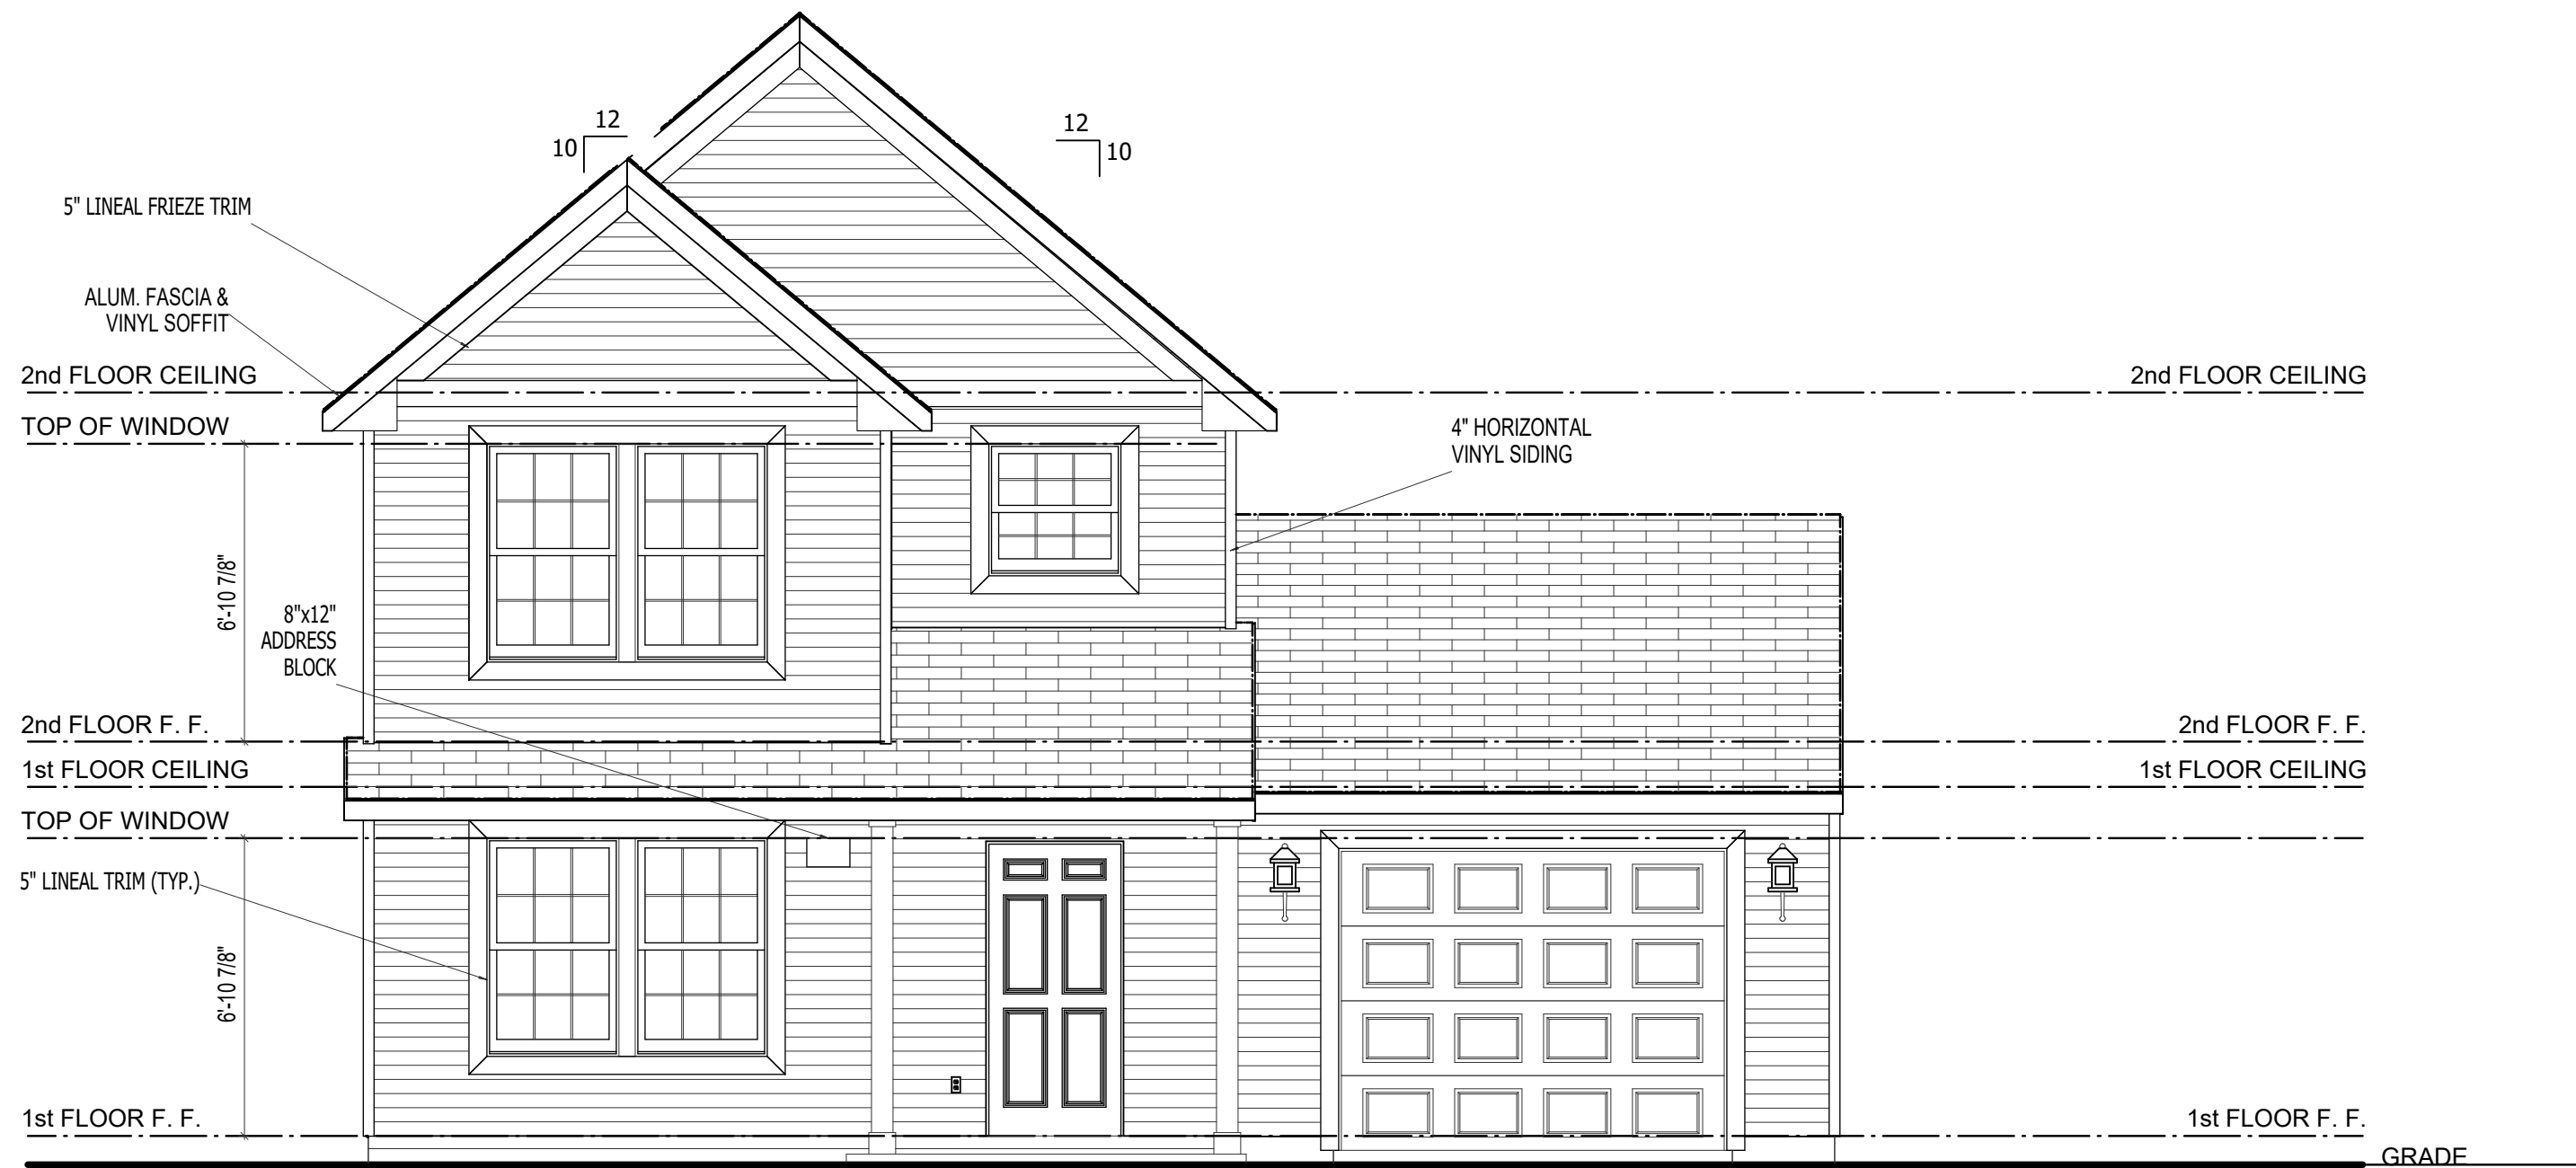 12
10
12
10
5" LINEAL FRIEZE TRIM
ALUM. FASCIA &
VINYL SOFFIT
2nd FLOOR CEILING
2nd FLOOR CEILING
TOP OF WINDOW
4" HORIZONTAL
VINYL SIDING
6'-10 7/8"
8"x12"
ADDRESS
BLOCK
2nd FLOOR F. F.
2nd FLOOR F. F.
1st FLOOR CEILING
1st FLOOR CEILING
TOP OF WINDOW
5" LINEAL TRIM (TYP.)
6'-10 7/8"
1st FLOOR F. F.
1st FLOOR F. F.
GRADE